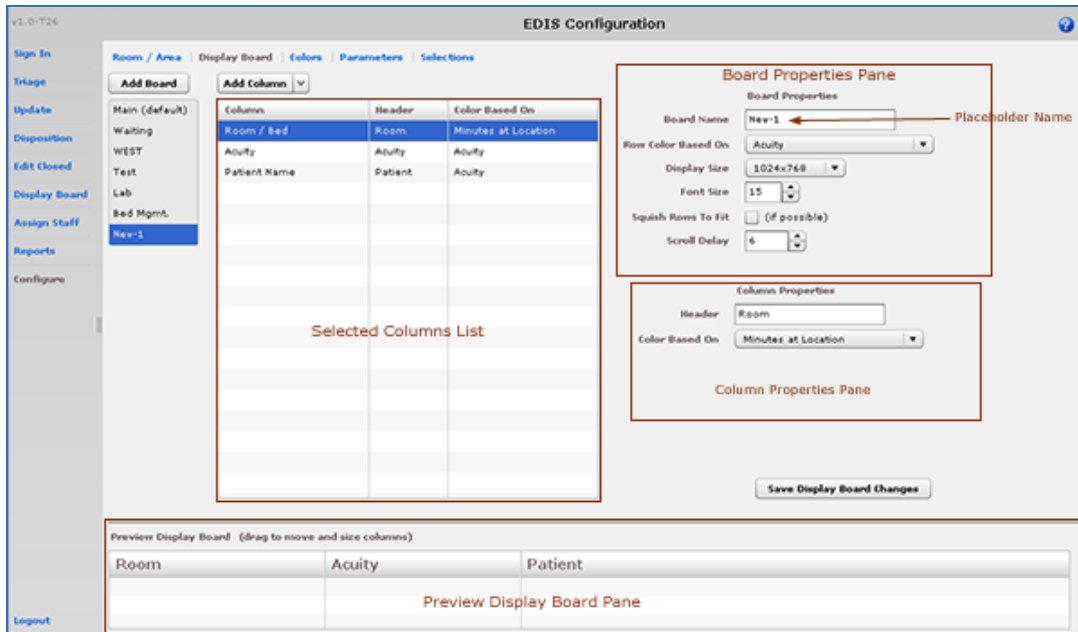 v1.0-T26
EDIS Configuration
?
Sign In
Triage
Update
Disposition
Edit Closed
Display Board
Assign Staff
Reports
Configure
Logout
Room / Area | Display Board | Colors | Parameters | Selections
Add Board
Add Column
Main (default)
Waiting
WEST
Test
Lab
Bed Mgmt.
New-1
Column Header Color Based On
Room / Bed Room Minutes at Location
Acuity Acuity Acuity
Patient Name Patient Acuity
Selected Columns List
Board Properties Pane
Board Properties
Board Name New-1
Placeholder Name
Row Color Based On Acuity
Display Size 1024x768
Font Size 15
Squish Rows To Fit (if possible)
Scroll Delay 6
Column Properties
Header Room
Color Based On Minutes at Location
Column Properties Pane
Save Display Board Changes
Preview Display Board (drag to move and size columns)
Room Acuity Patient
Preview Display Board Pane